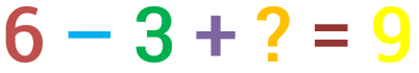 6 − 3 + ? = 9